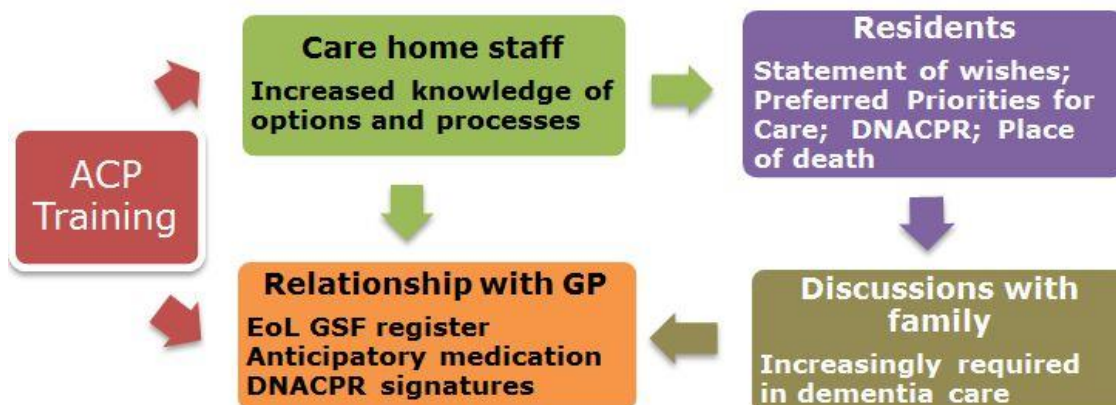 ACP
Training
Care home staff
Increased knowledge of
options and processes
Residents
Statement of wishes;
Preferred Priorities for
Care; DNACPR; Place
of death
Relationship with GP
EoL GSF register
Anticipatory medication
DNACPR signatures
Discussions with
family
Increasingly required
in dementia care